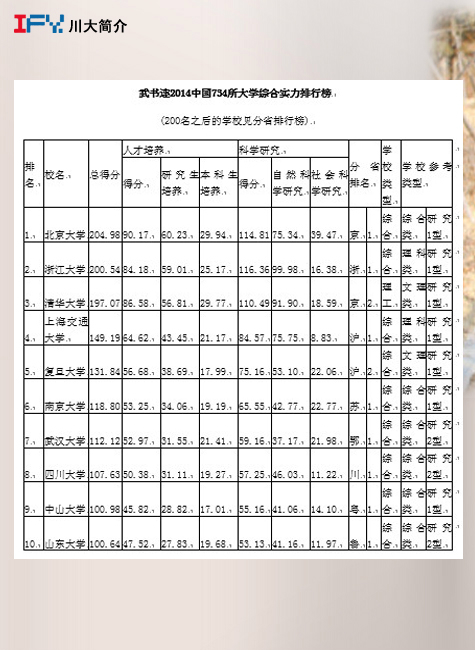 IFY 川大简介
武书连2014中国734所大学综合实力排行榜
(200名之后的学校见分省排行榜)
排名 校名 总得分 人才培养 科学研究 分省排名 学校类型 学校参考类型
得分 研究生培养 本科生培养 得分 自然科学研究 社会科学研究
1 北京大学 204.98 90.17 60.23 29.94 114.81 75.34 39.47 京 1 综合 综合类 研究1型
2 浙江大学 200.54 84.18 59.01 25.17 116.36 99.98 16.38 浙 1 综合 理科类 研究1型
3 清华大学 197.07 86.58 56.81 29.77 110.49 91.90 18.59 京 2 理工 文理类 研究1型
4 上海交通大学 149.19 64.62 43.45 21.17 84.57 75.75 8.83 沪 1 综合 理科类 研究1型
5 复旦大学 131.84 56.68 38.69 17.99 75.16 53.10 22.06 沪 2 综合 文理类 研究1型
6 南京大学 118.80 53.25 34.06 19.19 65.55 42.77 22.77 苏 1 综合 综合类 研究1型
7 武汉大学 112.12 52.97 31.55 21.41 59.16 37.17 21.98 鄂 1 综合 综合类 研究2型
8 四川大学 107.63 50.38 31.11 19.27 57.25 46.03 11.22 川 1 综合 综合类 研究2型
9 中山大学 100.98 45.82 28.82 17.01 55.16 41.06 14.10 粤 1 综合 综合类 研究1型
10 山东大学 100.64 47.52 27.83 19.68 53.13 41.16 11.97 鲁 1 综合 综合类 研究2型